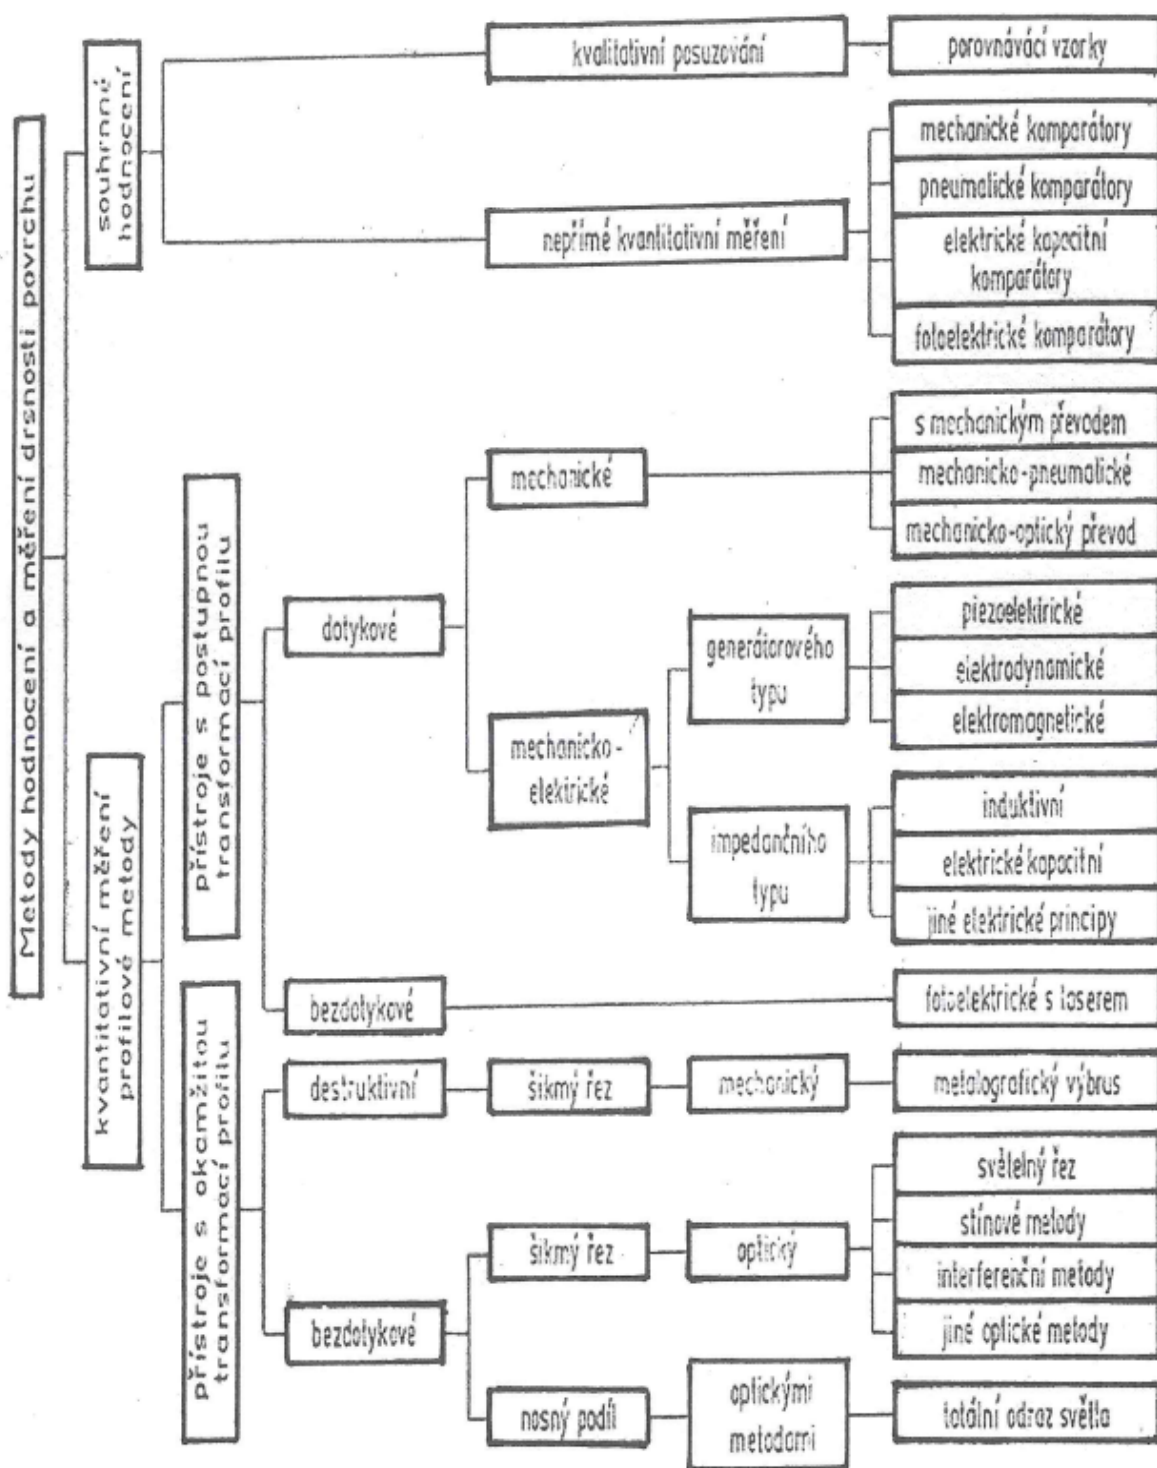 Metody hodnocení a měření drsnosti povrchu
souhrnné
hodnocení
kvalitativní posuzování
porovnávácí vzorky
nepřímé kvantitativní měření
mechanické komparátory
pneumatické komparátory
elektrické kapacitní
komparátory
fotoelektrické komparátory
kvantitativní měření
profilové metody
přístroje s postupnou
transformací profilu
dotykové
mechanické
s mechanickým převodem
mechanicko-pneumatické
mechanicko-optický převod
mechanicko-
elektrické
generátorového
typu
piezoelektrické
elektrodynamické
elektromagnetické
impedančního
typu
induktivní
elektrické kapacitní
jiné elektrické principy
bezdotykové
fotoelektrické s laserem
přístroje s okamžitou
transformací profilu
destruktivní
šikmý řez
mechanický
metalografický výbrus
bezdotykové
šikmý řez
optický
světelný řez
stínové metody
interferenční metody
jiné optické metody
nosný podíl
optickými
metodami
totální odraz světla